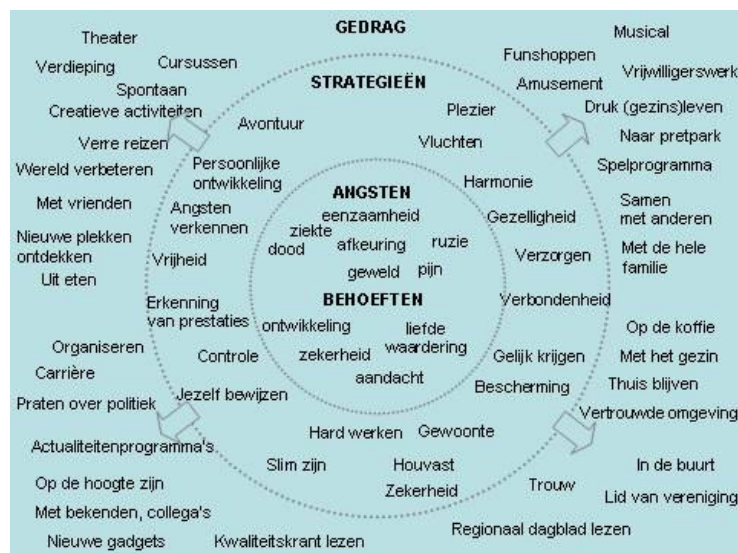 GEDRAG
Theater
Musical
Verdieping
Cursussen
Funshoppen
Vrijwilligerswerk
STRATEGIEËN
Spontaan
Amusement
Creatieve activiteiten
Plezier
Druk (gezins)leven
Avontuur
Verre reizen
Vluchten
Naar pretpark
Wereld verbeteren
Persoonlijke
ontwikkeling
ANGSTEN
Harmonie
Spelprogramma
Met vrienden
Angsten
verkennen
eenzaamheid
ziekte
dood
afkeuring
ruzie
geweld
pijn
Gezelligheid
Samen
met anderen
Nieuwe plekken
ontdekken
Vrijheid
Verzorgen
Met de hele
familie
Uit eten
BEHOEFTEN
Erkenning
van prestaties
Verbondenheid
ontwikkeling
liefde
waardering
zekerheid
aandacht
Op de koffie
Organiseren
Controle
Gelijk krijgen
Met het gezin
Carrière
Jezelf bewijzen
Bescherming
Thuis blijven
Praten over politiek
Vertrouwde omgeving
Hard werken
Gewoonte
Actualiteitenprogramma's
Slim zijn
Houvast
In de buurt
Op de hoogte zijn
Zekerheid
Trouw
Lid van vereniging
Met bekenden, collega's
Regionaal dagblad lezen
Nieuwe gadgets
Kwaliteitskrant lezen